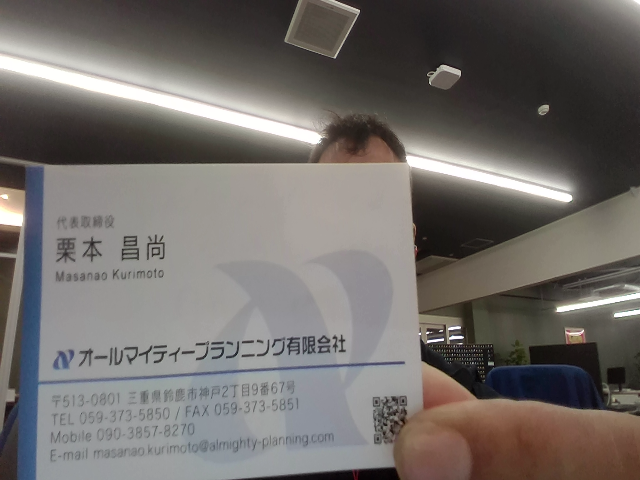 代表取締役
栗本 昌尚
Masanao Kurimoto
オールマイティープランニング有限会社
〒513-0801 三重県鈴鹿市神戸2丁目9番67号
TEL 059-373-5850 / FAX 059-373-5851
Mobile 090-3857-8270
E-mail masanao.kurimoto@almighty-planning.com